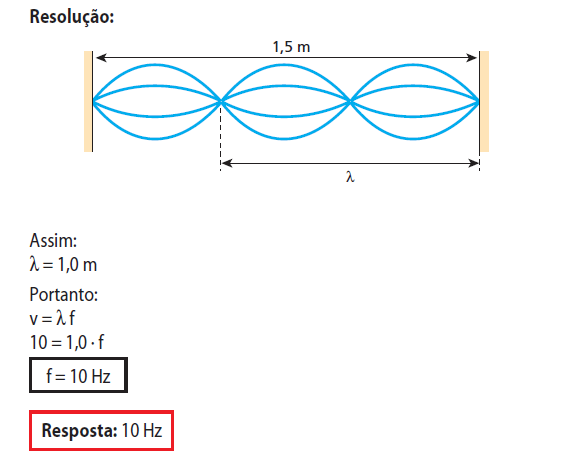 Resolução:
1,5 m
λ
Assim:
λ = 1,0 m
Portanto:
v = λ f
10 = 1,0 · f
f = 10 Hz
Resposta: 10 Hz